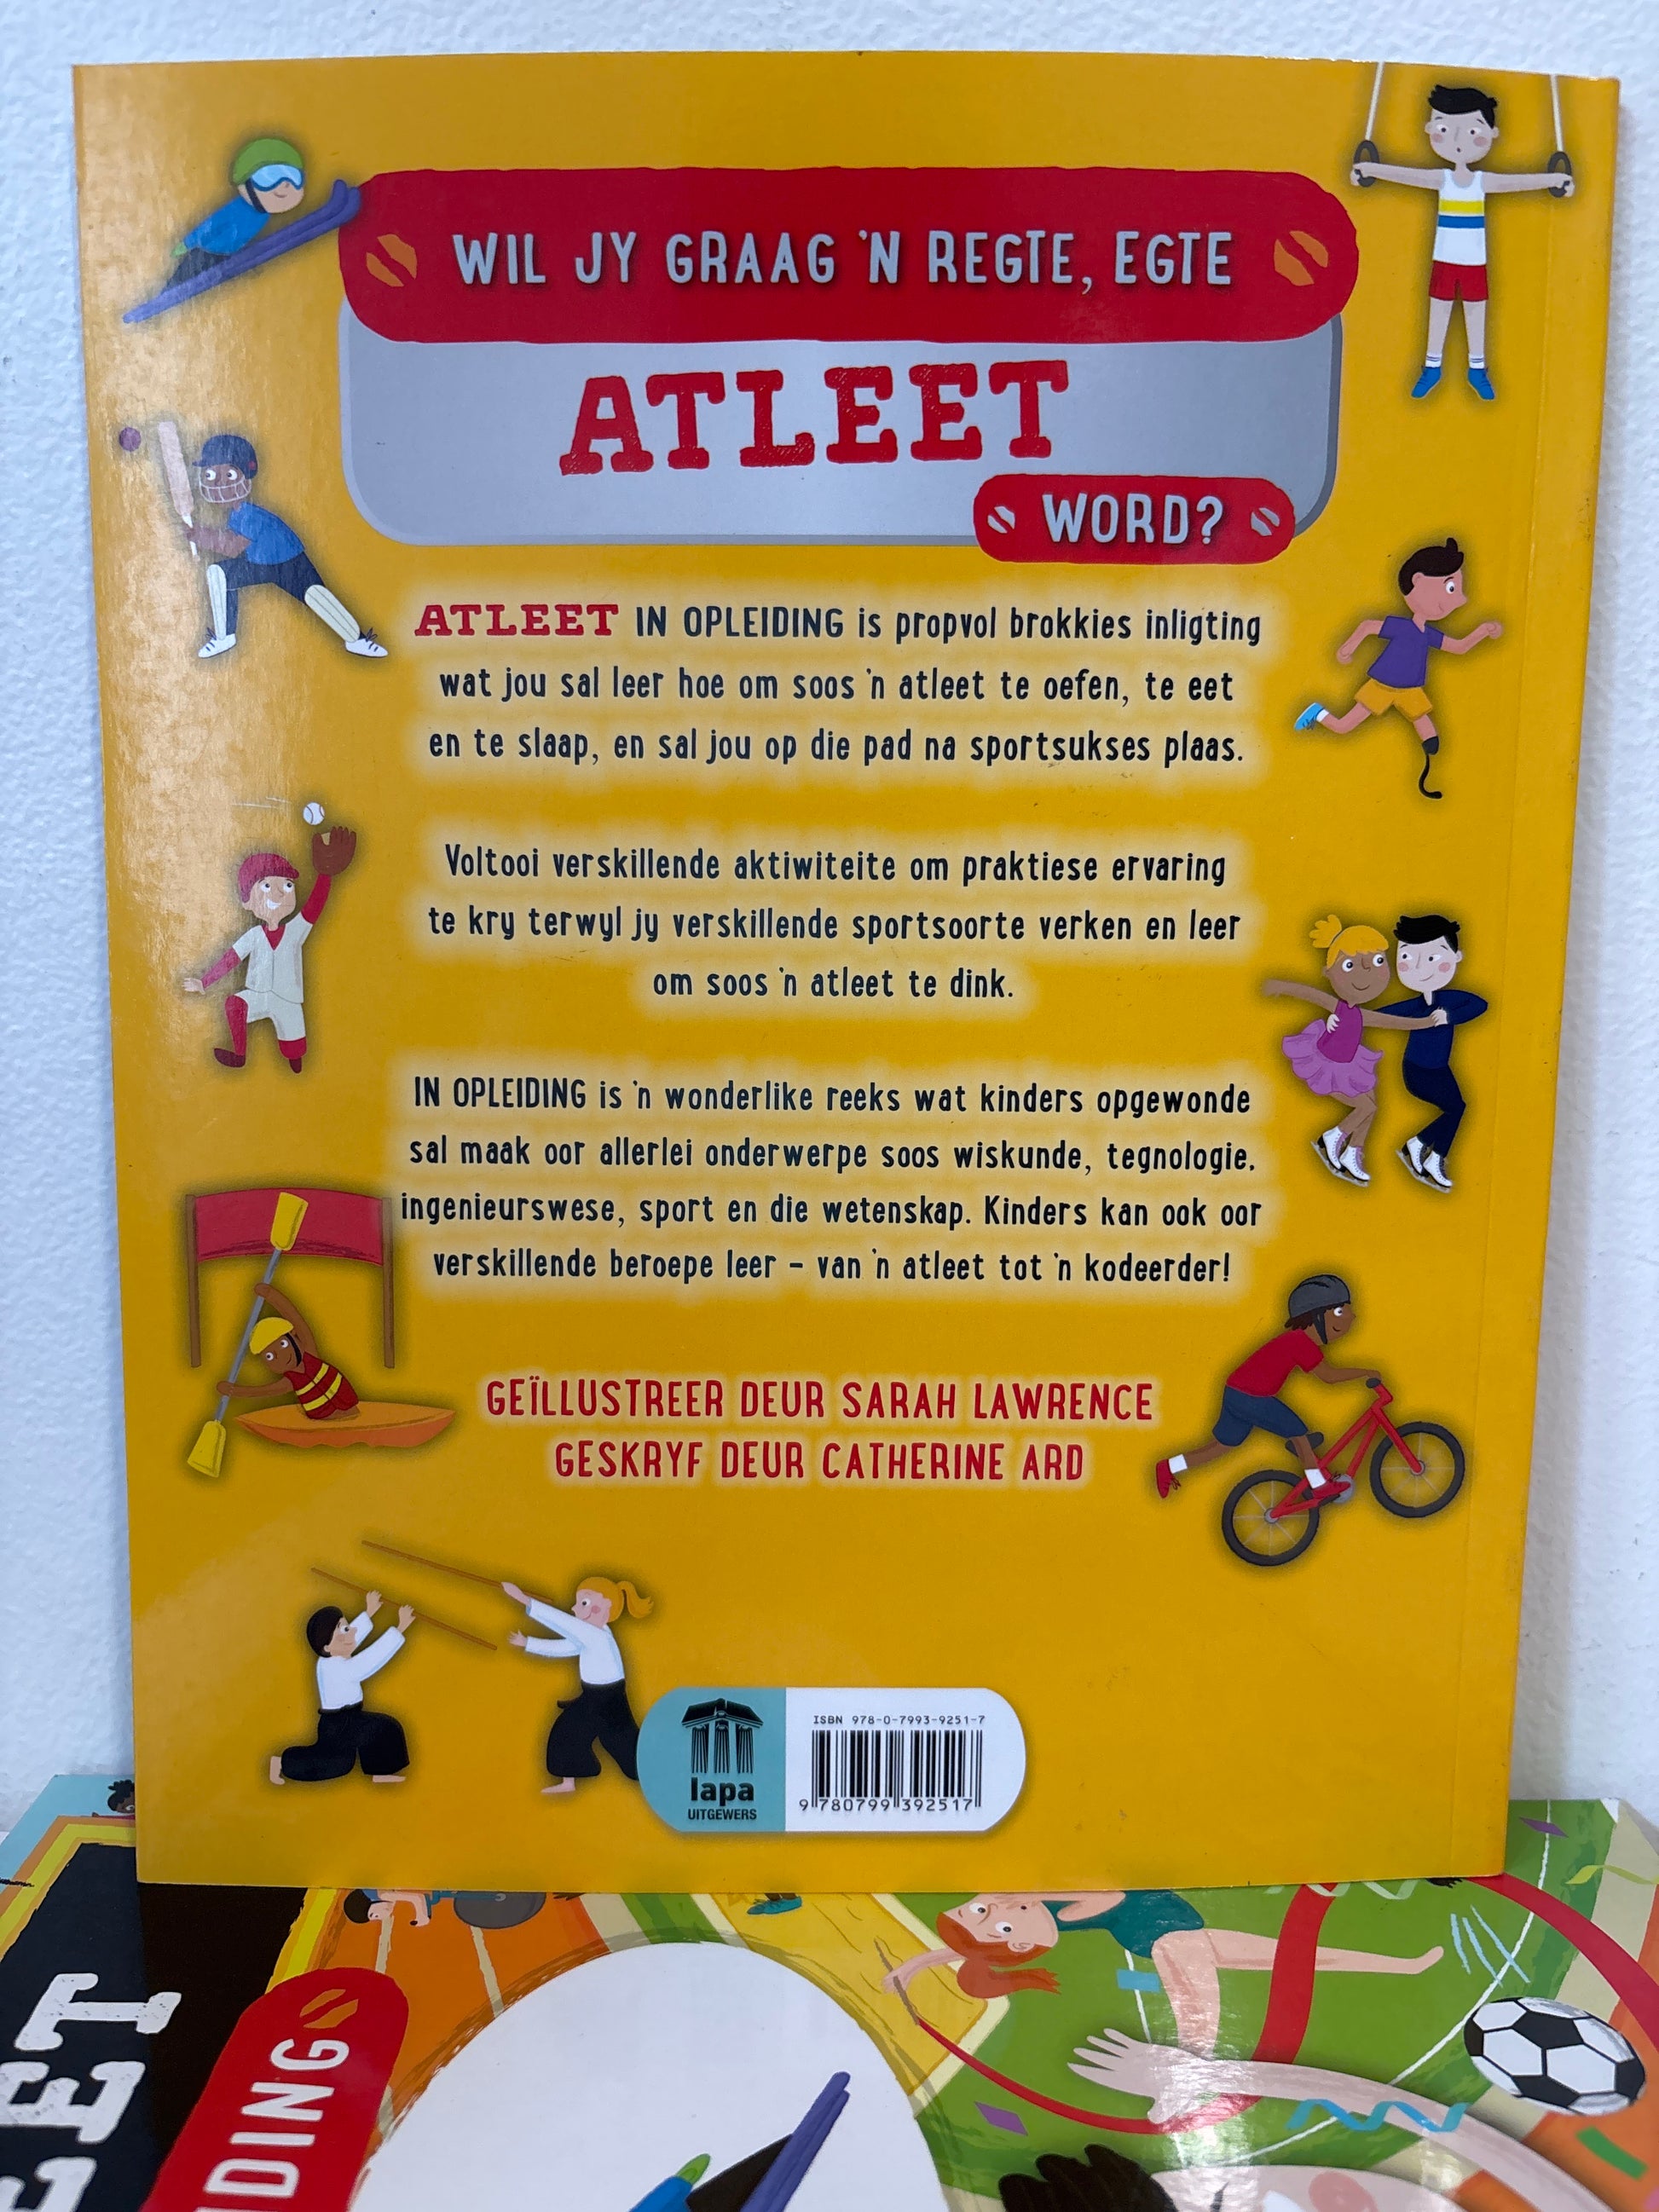 WIL JY GRAAG 'N REGTE, EGTE
ATLEET
WORD?
ATLEET IN OPLEIDING is propvol brokkies inligting
wat jou sal leer hoe om soos 'n atleet te oefen, te eet
en te slaap, en sal jou op die pad na sportsukses plaas.
Voltooi verskillende aktiwiteite om praktiese ervaring
te kry terwyl jy verskillende sportsoorte verken en leer
om soos 'n atleet te dink.
IN OPLEIDING is 'n wonderlike reeks wat kinders opgewonde
sal maak oor allerlei onderwerpe soos wiskunde, tegnologie.
ingenieurswese, sport en die wetenskap. Kinders kan ook oor
verskillende beroepe leer – van 'n atleet tot 'n kodeerder!
GEÏLLUSTREER DEUR SARAH LAWRENCE
GESKRYF DEUR CATHERINE ARD
lapa
UITGEWERS
ISBN 978-0-7993-9251-7
9 780799 392517
EET
DING